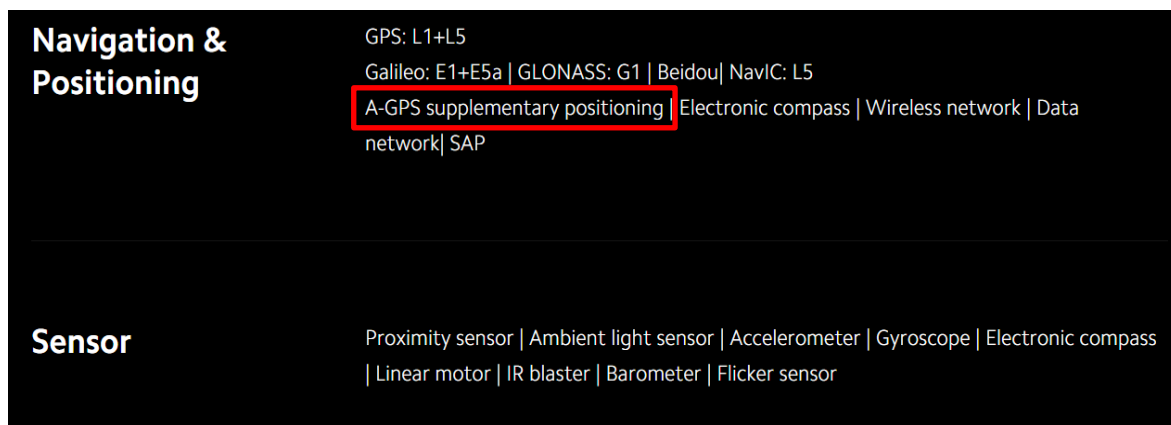 Navigation &
Positioning
GPS: L1+L5
Galileo: E1+E5a | GLONASS: G1 | Beidou| NavIC: L5
A-GPS supplementary positioning | Electronic compass | Wireless network | Data
network| SAP
Sensor
Proximity sensor | Ambient light sensor | Accelerometer | Gyroscope | Electronic compass
| Linear motor | IR blaster | Barometer | Flicker sensor